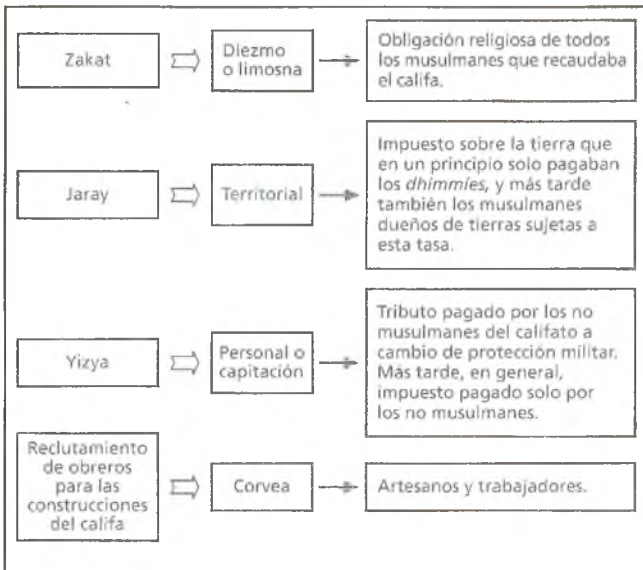 Zakat
Diezmo
o limosna
Obligación religiosa de todos
los musulmanes que recaudaba
el califa.
Jaray
Territorial
Impuesto sobre la tierra que
en un principio solo pagaban
los dhimmíes, y más tarde
también los musulmanes
dueños de tierras sujetas a
esta tasa.
Yizya
Personal o
capitación
Tributo pagado por los no
musulmanes del califato a
cambio de protección militar.
Más tarde, en general,
impuesto pagado solo por
los no musulmanes.
Reclutamiento
de obreros
para las
construcciones
del califa
Corvea
Artesanos y trabajadores.